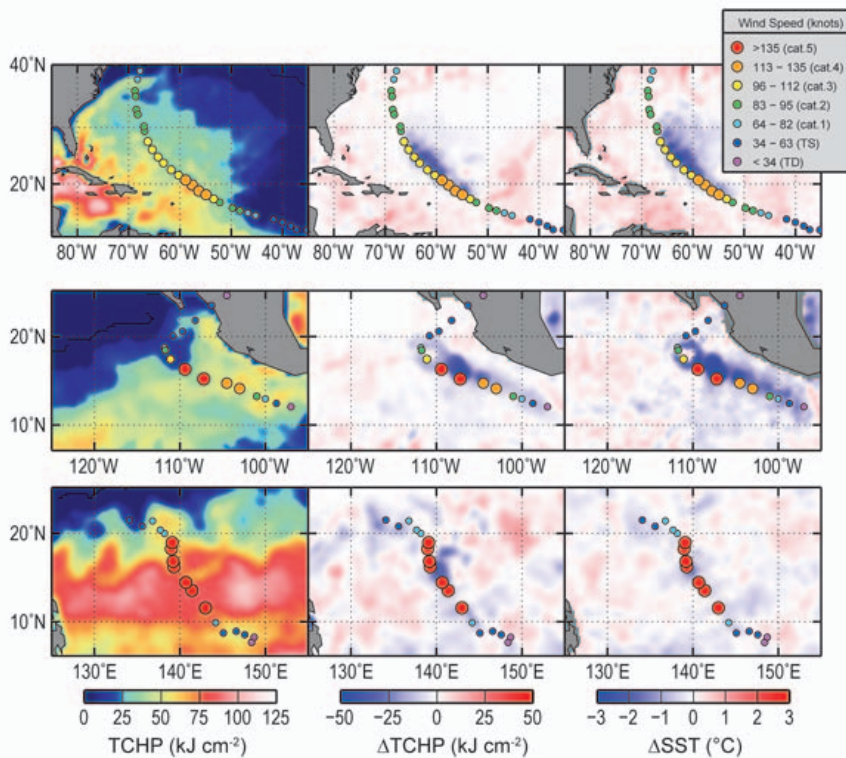 Wind Speed (knots)
>135 (cat.5)
113 – 135 (cat.4)
96 – 112 (cat.3)
83 – 95 (cat.2)
64 – 82 (cat.1)
34 – 63 (TS)
< 34 (TD)
40°N
20°N
80°W 70°W 60°W 50°W 40°W 80°W 70°W 60°W 50°W 40°W 80°W 70°W 60°W 50°W 40°W
20°N
10°N
120°W 110°W 100°W 120°W 110°W 100°W 120°W 110°W 100°W
20°N
10°N
130°E 140°E 150°E 130°E 140°E 150°E 130°E 140°E 150°E
0 25 50 75 100 125 −50 −25 0 25 50 −3 −2 −1 0 1 2 3
TCHP (kJ cm⁻²) ΔTCHP (kJ cm⁻²) ΔSST (°C)